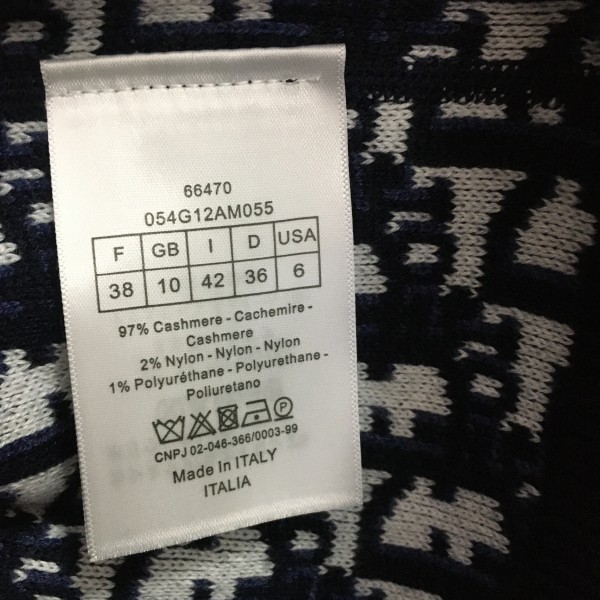 66470
054G12AM055
F GB I D USA
38 10 42 36 6
97% Cashmere - Cachemire -
Cashmere
2% Nylon - Nylon - Nylon
1% Polyuréthane - Polyurethane -
Poliuretano
P
CNPJ 02-046-366/0003-99
Made In ITALY
ITALIA